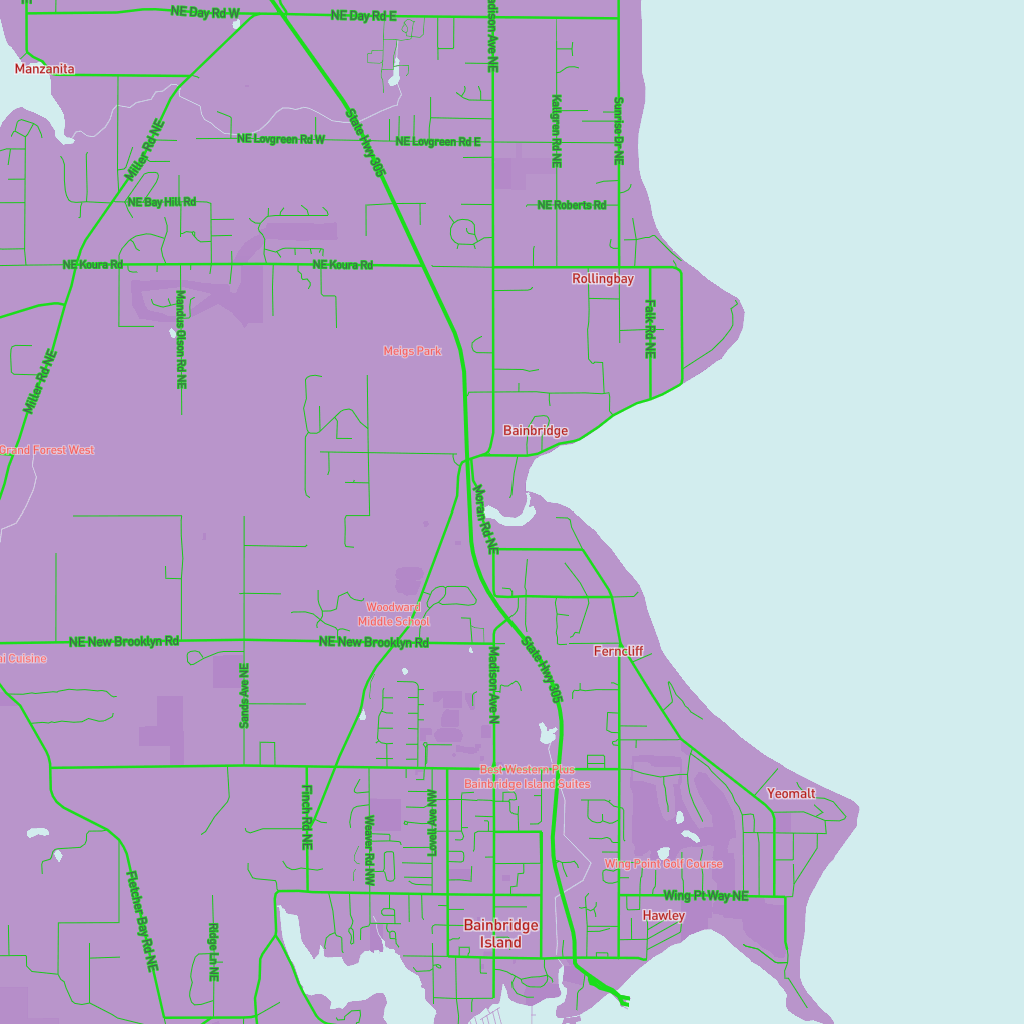 NE Day Rd W
NE Day Rd E
Madison Ave NE
Manzanita
Miller Rd NE
State Hwy 305
NE Lovgreen Rd W
NE Lovgreen Rd E
Kallgren Rd NE
Sunrise Dr NE
NE Bay Hill Rd
NE Roberts Rd
NE Koura Rd
NE Koura Rd
Rollingbay
Mandus Olson Rd NE
Falk Rd NE
Meigs Park
Miller Rd NE
Bainbridge
Grand Forest West
Moran Rd NE
Woodward
Middle School
NE New Brooklyn Rd
NE New Brooklyn Rd
Ferncliff
ni Cuisine
Sands Ave NE
Madison Ave N
State Hwy 305
Best Western Plus
Bainbridge Island Suites
Yeomalt
Finch Rd NE
Weaver Rd NW
Lovell Ave NW
Wing Point Golf Course
Wing Pt Way NE
Hawley
Fletcher Bay Rd NE
Ridge Ln NE
Bainbridge
Island